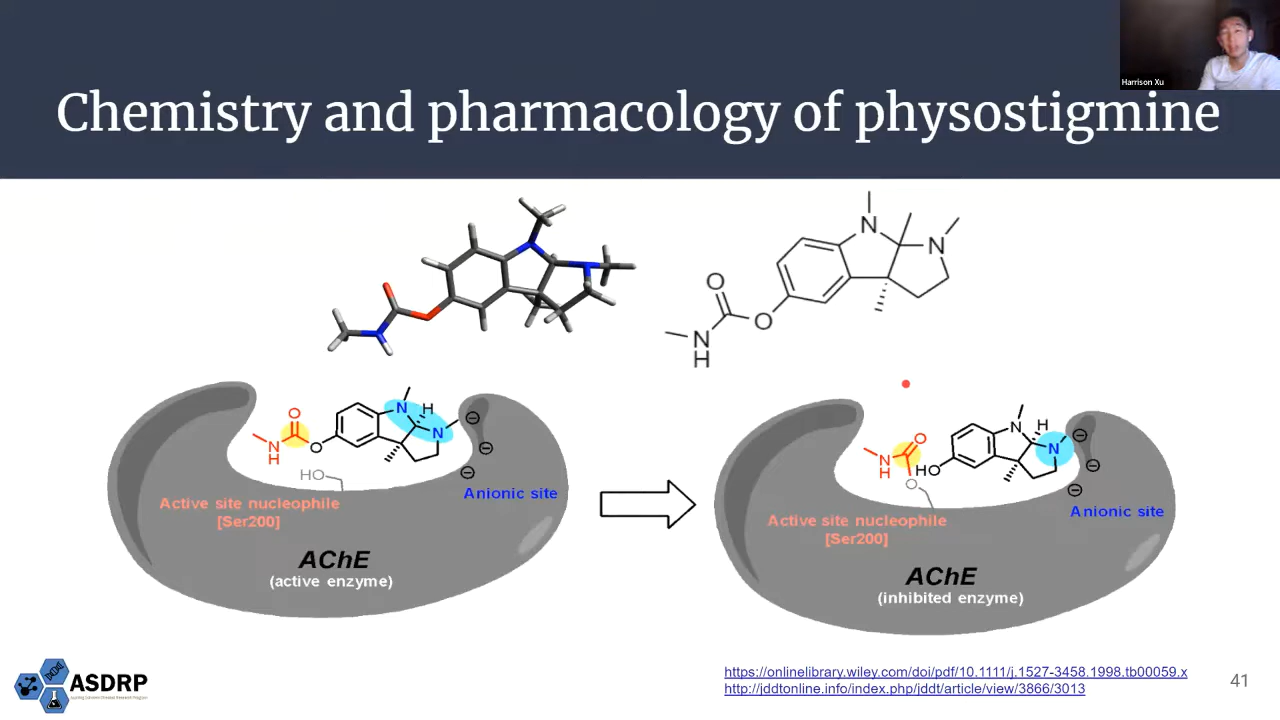 Harrison Xu
Chemistry and pharmacology of physostigmine
N
N
O
O
N
H
N
H
N
O
O
N
H
HO
Active site nucleophile
[Ser200]
Anionic site
AChE
(active enzyme)
N
H
N
O
N
H
HO
O
Active site nucleophile
[Ser200]
Anionic site
AChE
(inhibited enzyme)
ASDRP
https://onlinelibrary.wiley.com/doi/pdf/10.1111/j.1527-3458.1998.tb00059.x
http://jddtonline.info/index.php/jddt/article/view/3866/3013
41